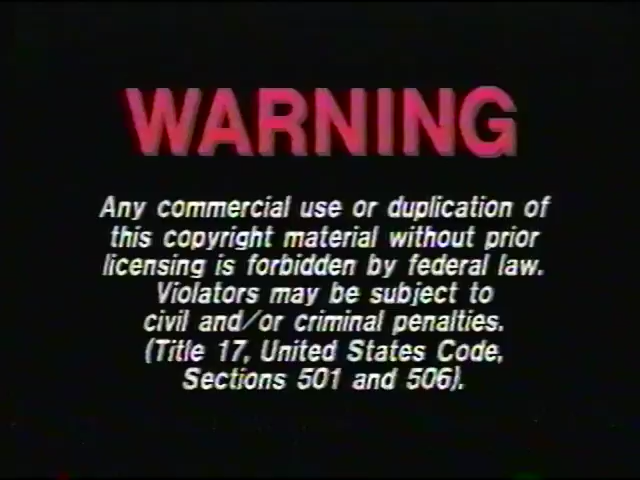 WARNING
Any commercial use or duplication of
this copyright material without prior
licensing is forbidden by federal law.
Violators may be subject to
civil and/or criminal penalties.
(Title 17, United States Code,
Sections 501 and 506).